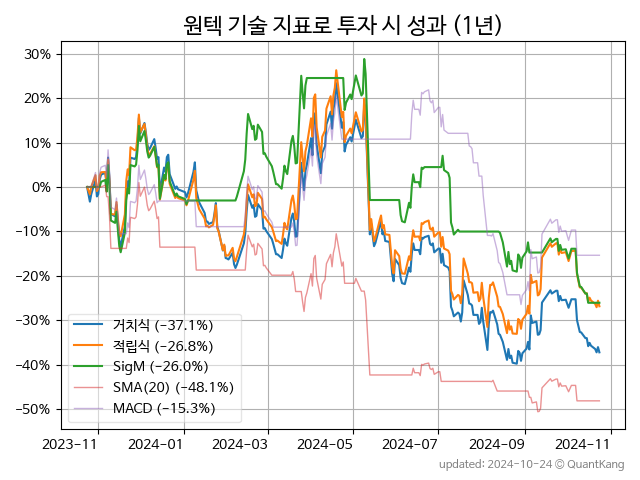 원텍 기술 지표로 투자 시 성과 (1년)
30%
20%
10%
0%
−10%
−20%
−30%
−40%
−50%
거치식 (−37.1%)
적립식 (−26.8%)
SigM (−26.0%)
SMA(20) (−48.1%)
MACD (−15.3%)
2023-11 2024-01 2024-03 2024-05 2024-07 2024-09 2024-11
updated: 2024-10-24 © QuantKang